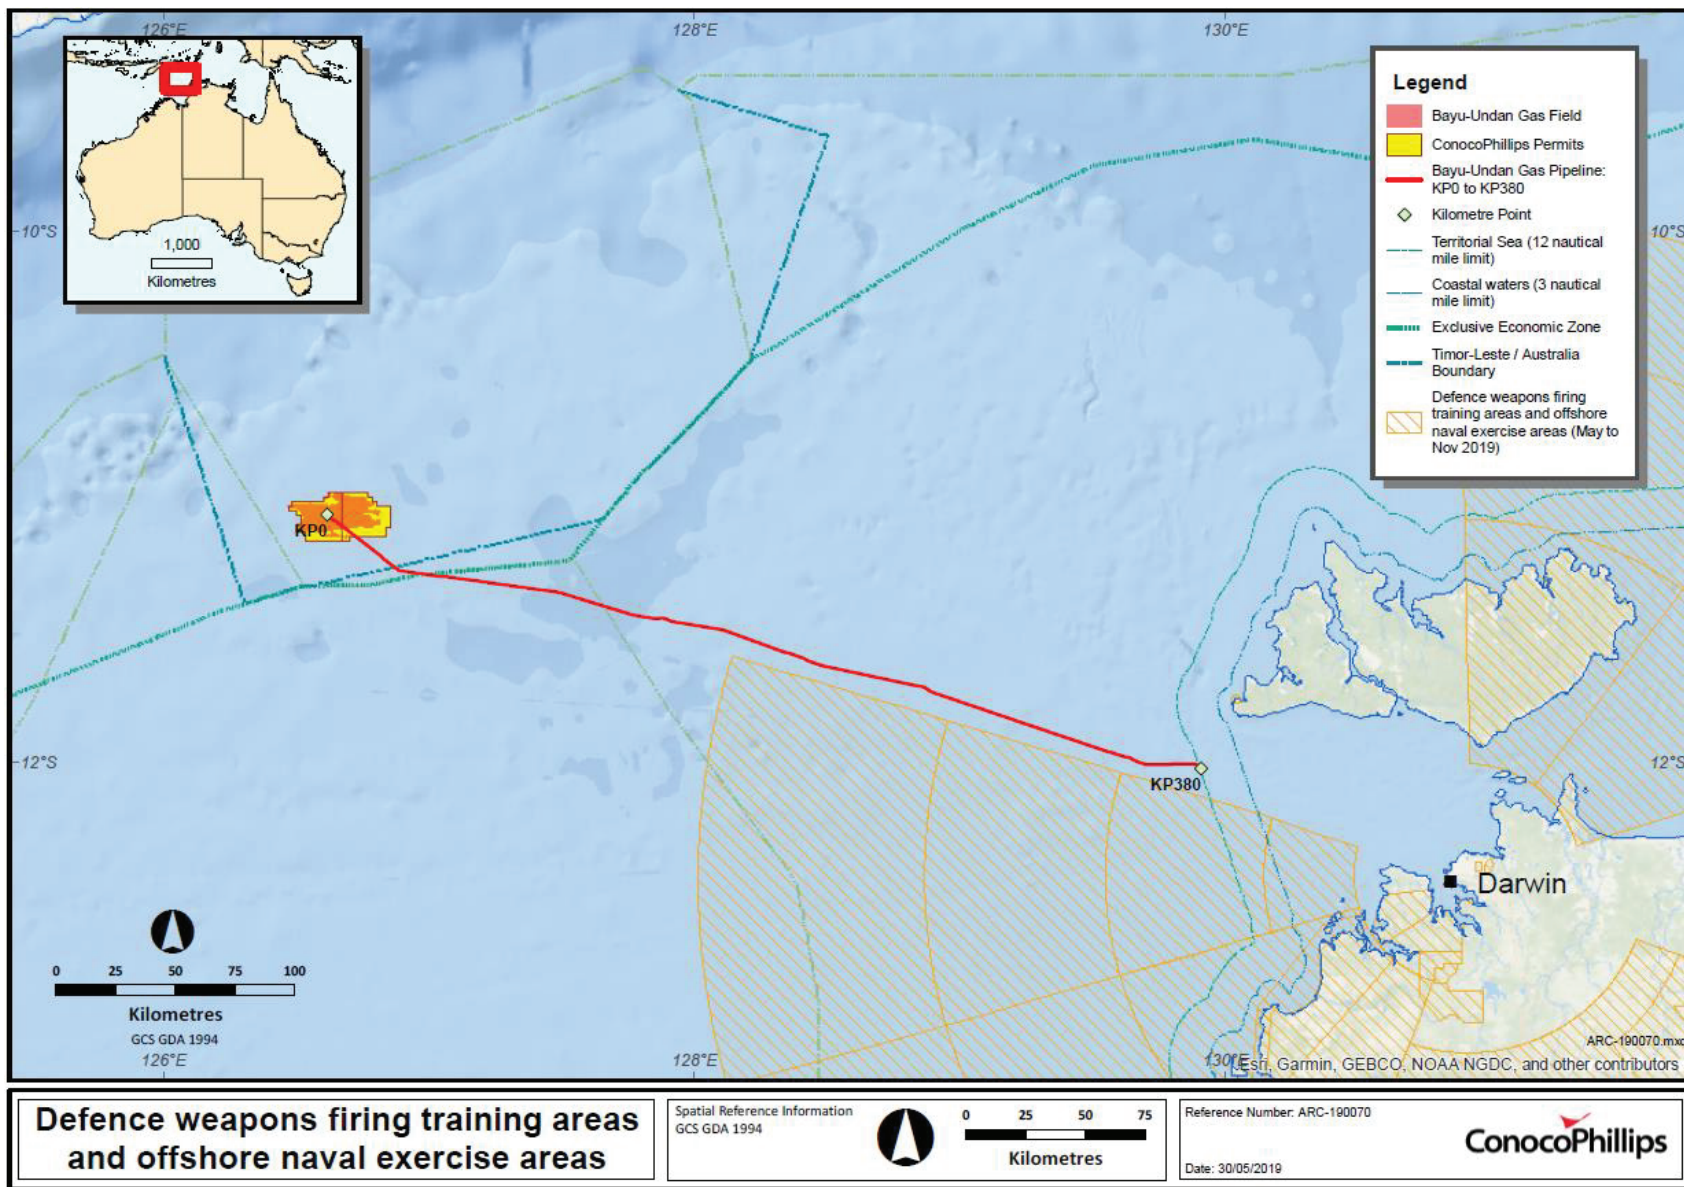 126°E
128°E
130°E
1,000
Kilometres
Legend
Bayu-Undan Gas Field
ConocoPhillips Permits
Bayu-Undan Gas Pipeline:
KP0 to KP380
Kilometre Point
Territorial Sea (12 nautical
mile limit)
Coastal waters (3 nautical
mile limit)
Exclusive Economic Zone
Timor-Leste / Australia
Boundary
Defence weapons firing
training areas and offshore
naval exercise areas (May to
Nov 2019)
10°S
10°S
KP0
12°S
12°S
KP380
Darwin
0 25 50 75 100
Kilometres
GCS GDA 1994
ARC-190070.mxd
126°E
128°E
130°E
Esri, Garmin, GEBCO, NOAA NGDC, and other contributors
Defence weapons firing training areas
and offshore naval exercise areas
Spatial Reference Information
GCS GDA 1994
0 25 50 75
Kilometres
Reference Number: ARC-190070
Date: 30/05/2019
ConocoPhillips